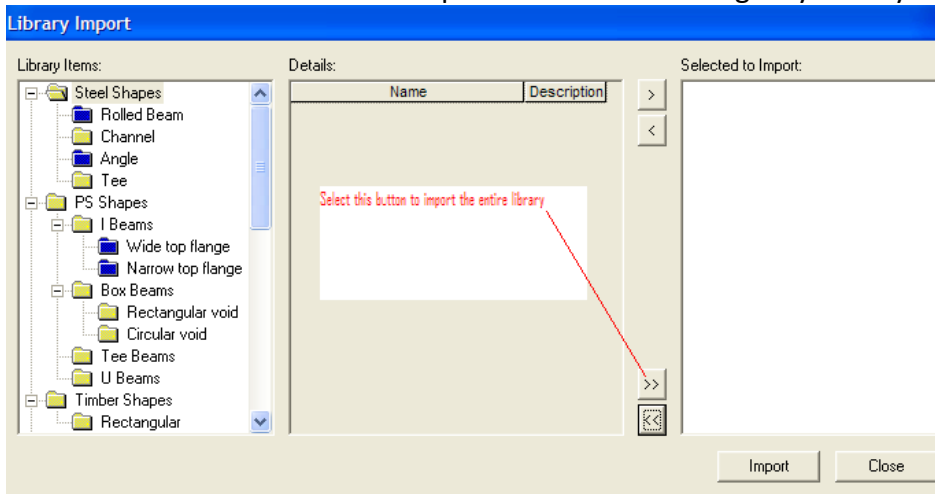 Library Import
Library Items:
Details:
Selected to Import:
Steel Shapes
Rolled Beam
Channel
Angle
Tee
PS Shapes
I Beams
Wide top flange
Narrow top flange
Box Beams
Rectangular void
Circular void
Tee Beams
U Beams
Timber Shapes
Rectangular
Name Description
Select this button to import the entire library
>
<
>>
<<
Import Close